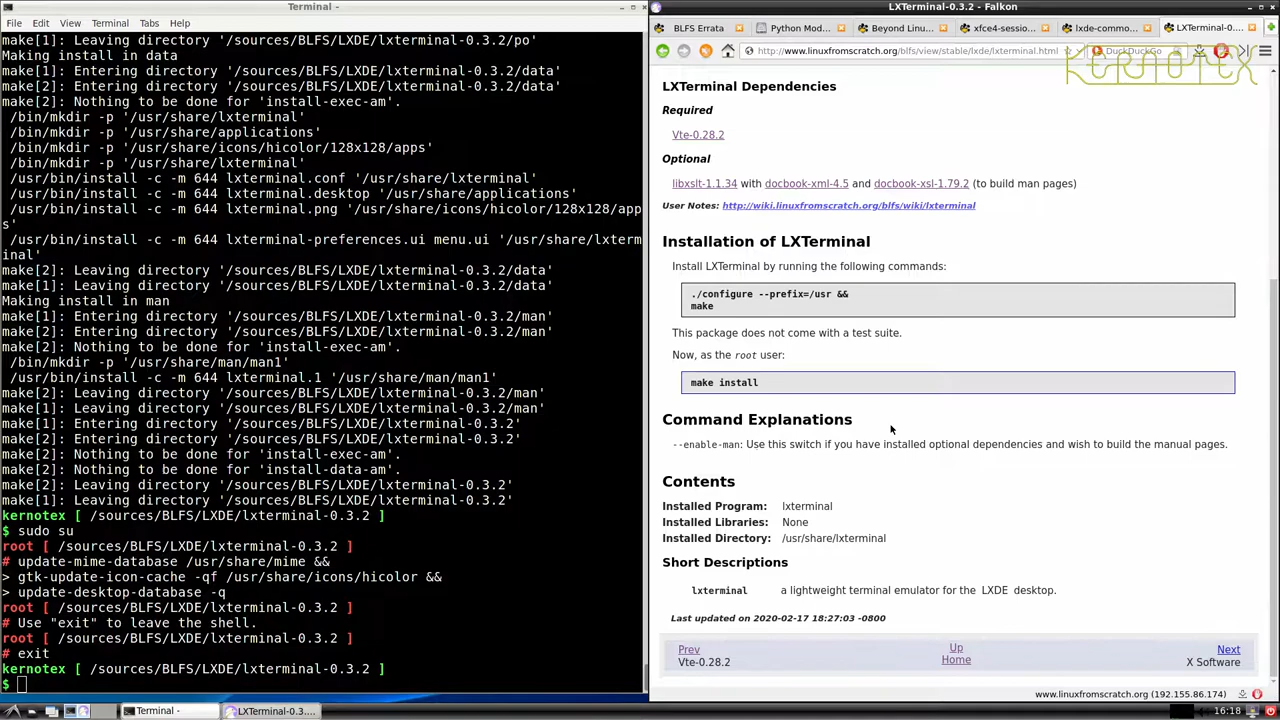 Terminal -
File Edit View Terminal Tabs Help
make[1]: Leaving directory '/sources/BLFS/LXDE/lxterminal-0.3.2/po'
Making install in data
make[1]: Entering directory '/sources/BLFS/LXDE/lxterminal-0.3.2/data'
make[2]: Entering directory '/sources/BLFS/LXDE/lxterminal-0.3.2/data'
make[2]: Nothing to be done for 'install-exec-am'.
/bin/mkdir -p '/usr/share/lxterminal'
/bin/mkdir -p '/usr/share/applications'
/bin/mkdir -p '/usr/share/icons/hicolor/128x128/apps'
/bin/mkdir -p '/usr/share/lxterminal'
/usr/bin/install -c -m 644 lxterminal.conf '/usr/share/lxterminal'
/usr/bin/install -c -m 644 lxterminal.desktop '/usr/share/applications'
/usr/bin/install -c -m 644 lxterminal.png '/usr/share/icons/hicolor/128x128/app
s'
/usr/bin/install -c -m 644 lxterminal-preferences.ui menu.ui '/usr/share/lxterm
inal'
make[2]: Leaving directory '/sources/BLFS/LXDE/lxterminal-0.3.2/data'
make[1]: Leaving directory '/sources/BLFS/LXDE/lxterminal-0.3.2/data'
Making install in man
make[1]: Entering directory '/sources/BLFS/LXDE/lxterminal-0.3.2/man'
make[2]: Entering directory '/sources/BLFS/LXDE/lxterminal-0.3.2/man'
make[2]: Nothing to be done for 'install-exec-am'.
/bin/mkdir -p '/usr/share/man/man1'
/usr/bin/install -c -m 644 lxterminal.1 '/usr/share/man/man1'
make[2]: Leaving directory '/sources/BLFS/LXDE/lxterminal-0.3.2/man'
make[1]: Leaving directory '/sources/BLFS/LXDE/lxterminal-0.3.2/man'
make[1]: Entering directory '/sources/BLFS/LXDE/lxterminal-0.3.2'
make[2]: Entering directory '/sources/BLFS/LXDE/lxterminal-0.3.2'
make[2]: Nothing to be done for 'install-exec-am'.
make[2]: Nothing to be done for 'install-data-am'.
make[2]: Leaving directory '/sources/BLFS/LXDE/lxterminal-0.3.2'
make[1]: Leaving directory '/sources/BLFS/LXDE/lxterminal-0.3.2'
kernotex [ /sources/BLFS/LXDE/lxterminal-0.3.2 ]
$ sudo su
root [ /sources/BLFS/LXDE/lxterminal-0.3.2 ]
# update-mime-database /usr/share/mime &&
> gtk-update-icon-cache -qf /usr/share/icons/hicolor &&
> update-desktop-database -q
root [ /sources/BLFS/LXDE/lxterminal-0.3.2 ]
# Use "exit" to leave the shell.
root [ /sources/BLFS/LXDE/lxterminal-0.3.2 ]
# exit
kernotex [ /sources/BLFS/LXDE/lxterminal-0.3.2 ]
$
LXTerminal-0.3.2 - Falkon
BLFS Errata
Python Mod...
Beyond Linu...
xfce4-sessio...
lxde-commo...
LXTerminal-0....
http://www.linuxfromscratch.org/blfs/view/stable/lxde/lxterminal.html
DuckDuckGo
KERNOTEX
LXTerminal Dependencies
Required
Vte-0.28.2
Optional
libxslt-1.1.34 with docbook-xml-4.5 and docbook-xsl-1.79.2 (to build man pages)
User Notes: http://wiki.linuxfromscratch.org/blfs/wiki/lxterminal
Installation of LXTerminal
Install LXTerminal by running the following commands:
./configure --prefix=/usr &&
make
This package does not come with a test suite.
Now, as the root user:
make install
Command Explanations
--enable-man: Use this switch if you have installed optional dependencies and wish to build the manual pages.
Contents
Installed Program: lxterminal
Installed Libraries: None
Installed Directory: /usr/share/lxterminal
Short Descriptions
lxterminal a lightweight terminal emulator for the LXDE desktop.
Last updated on 2020-02-17 18:27:03 -0800
Prev Up Next
Vte-0.28.2 Home X Software
www.linuxfromscratch.org (192.155.86.174)
Terminal -
LXTerminal-0.3....
16:18